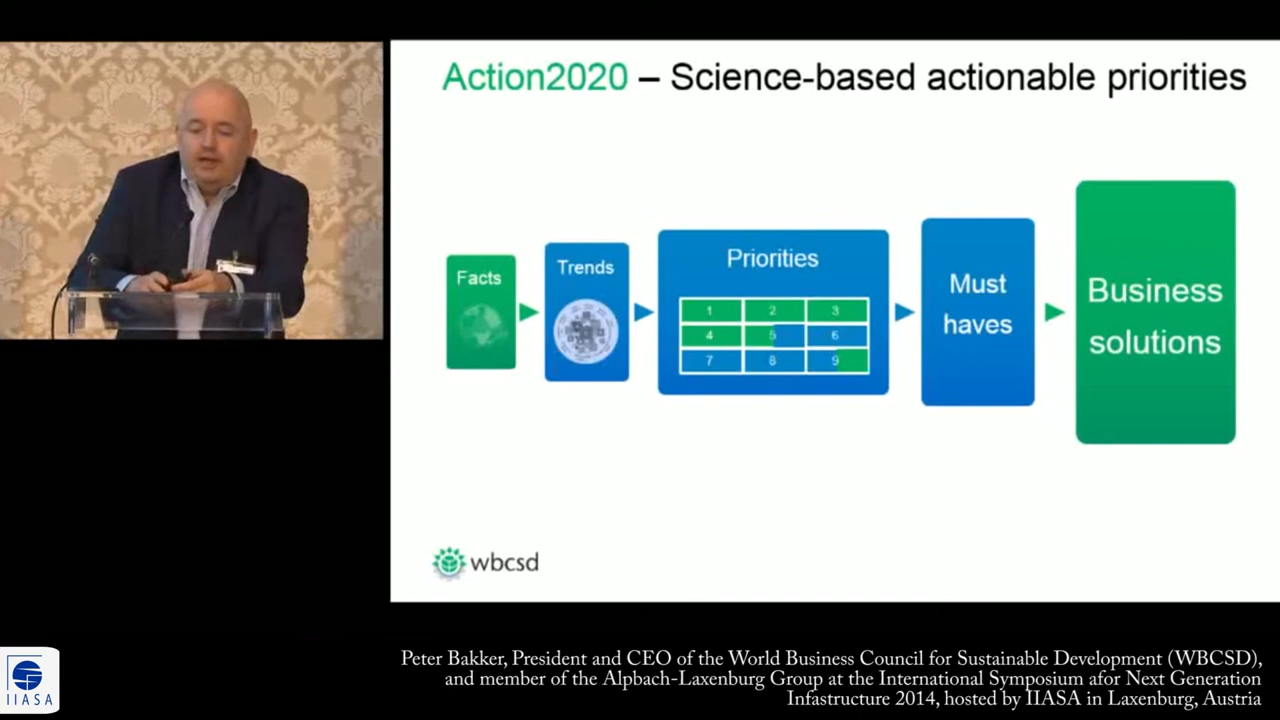 Action2020 – Science-based actionable priorities
Facts
Trends
Priorities
1 2 3
4 5 6
7 8 9
Must
haves
Business
solutions
wbcsd
Peter Bakker, President and CEO of the World Business Council for Sustainable Development (WBCSD),
and member of the Alpbach-Laxenburg Group at the International Symposium afor Next Generation
Infastructure 2014, hosted by IIASA in Laxenburg, Austria
IIASA